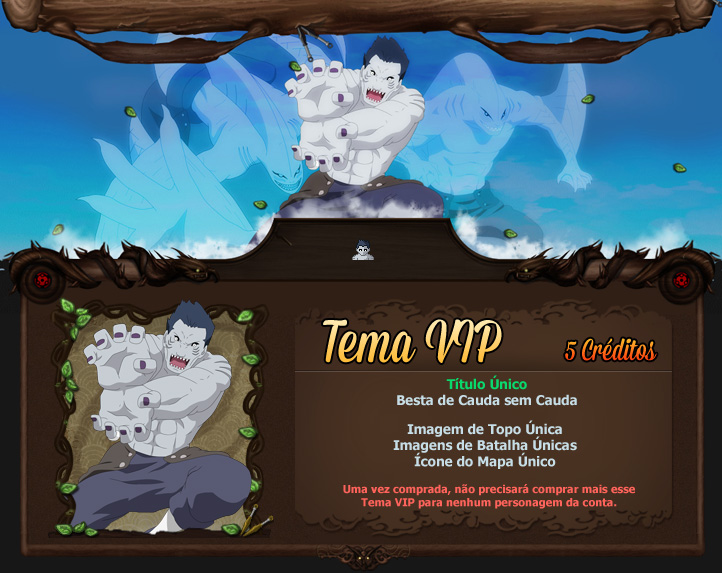 Tema VIP
5 Créditos
Título Único
Besta de Cauda sem Cauda
Imagem de Topo Única
Imagens de Batalha Únicas
Ícone do Mapa Único
Uma vez comprada, não precisará comprar mais esse
Tema VIP para nenhum personagem da conta.